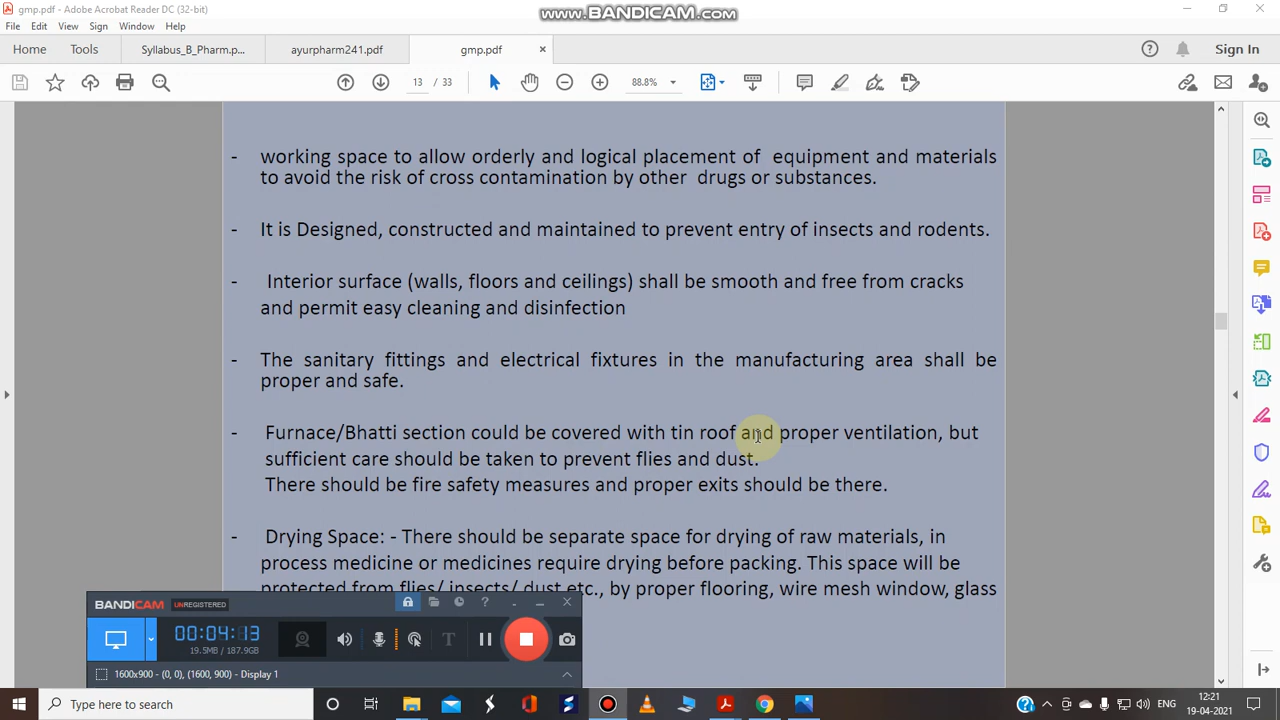 gmp.pdf - Adobe Acrobat Reader DC (32-bit)
www.BANDICAM.com
File Edit View Sign Window Help
Home Tools Syllabus_B_Pharm.p... ayurpharm241.pdf gmp.pdf × Sign In
13 / 33 88.8%
- working space to allow orderly and logical placement of equipment and materials
to avoid the risk of cross contamination by other drugs or substances.
- It is Designed, constructed and maintained to prevent entry of insects and rodents.
- Interior surface (walls, floors and ceilings) shall be smooth and free from cracks
and permit easy cleaning and disinfection
- The sanitary fittings and electrical fixtures in the manufacturing area shall be
proper and safe.
- Furnace/Bhatti section could be covered with tin roof and proper ventilation, but
sufficient care should be taken to prevent flies and dust.
There should be fire safety measures and proper exits should be there.
- Drying Space: - There should be separate space for drying of raw materials, in
process medicine or medicines require drying before packing. This space will be
protected from flies/ insects/ dust etc., by proper flooring, wire mesh window, glass
BANDICAM UNREGISTERED
00:04:13
19.5MB / 187.9GB
1600x900 - (0, 0), (1600, 900) - Display 1
Type here to search
ENG
12:21
19-04-2021